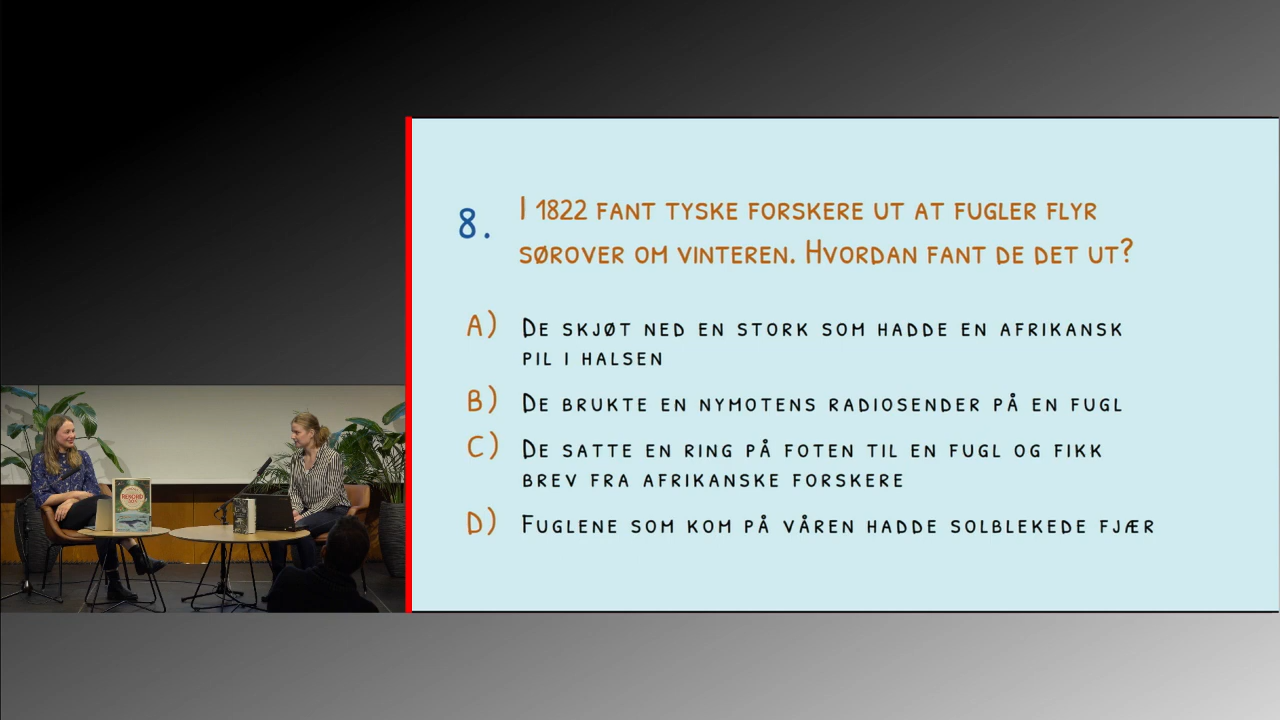 8.
I 1822 FANT TYSKE FORSKERE UT AT FUGLER FLYR
SØROVER OM VINTEREN. HVORDAN FANT DE DET UT?
A) DE SKJØT NED EN STORK SOM HADDE EN AFRIKANSK
PIL I HALSEN
B) DE BRUKTE EN NYMOTENS RADIOSENDER PÅ EN FUGL
C) DE SATTE EN RING PÅ FOTEN TIL EN FUGL OG FIKK
BREV FRA AFRIKANSKE FORSKERE
D) FUGLENE SOM KOM PÅ VÅREN HADDE SOLBLEKEDE FJÆR
REKORD